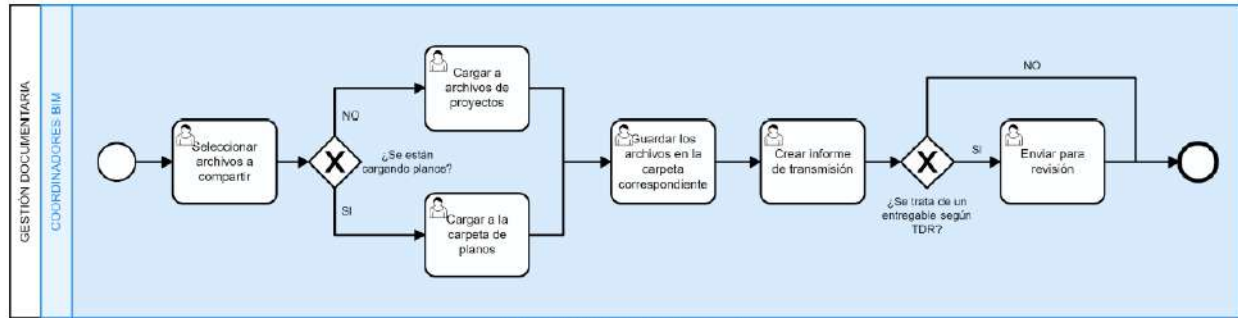 GESTIÓN DOCUMENTARIA
COORDINADORES BIM
Seleccionar
archivos a
compartir
NO
¿Se están
cargando planos?
SI
Cargar a
archivos de
proyectos
Cargar a la
carpeta de
planos
Guardar los
archivos en la
carpeta
correspondiente
Crear informe
de transmisión
¿Se trata de un
entregable según
TDR?
NO
SI
Enviar para
revisión